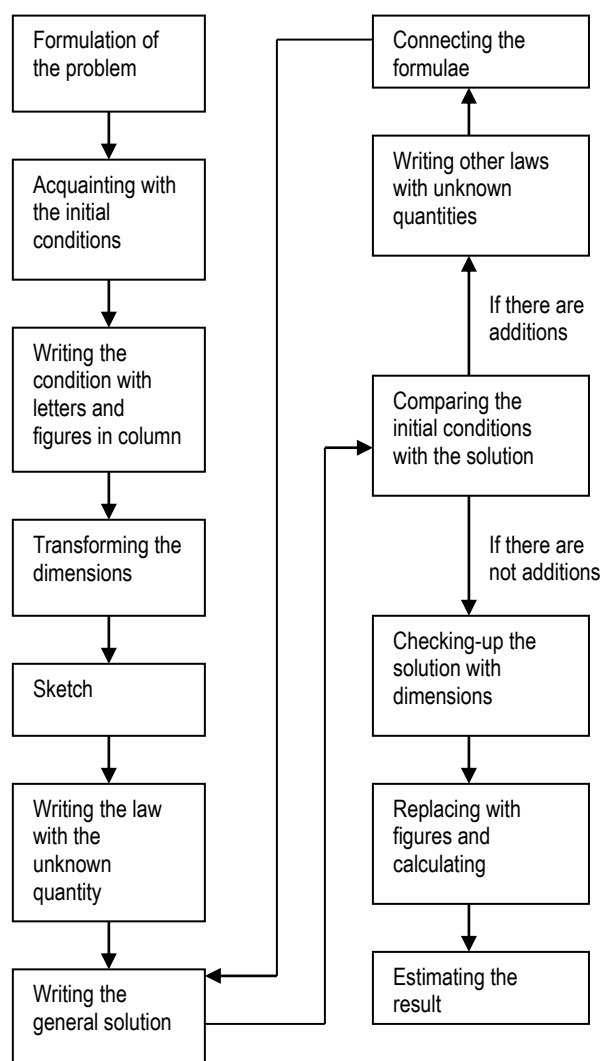 Formulation of
the problem
Acquainting with
the initial
conditions
Writing the
condition with
letters and
figures in column
Transforming the
dimensions
Sketch
Writing the law
with the
unknown
quantity
Writing the
general solution
Connecting the
formulae
Writing other laws
with unknown
quantities
If there are
additions
Comparing the
initial conditions
with the solution
If there are
not additions
Checking-up the
solution with
dimensions
Replacing with
figures and
calculating
Estimating the
result